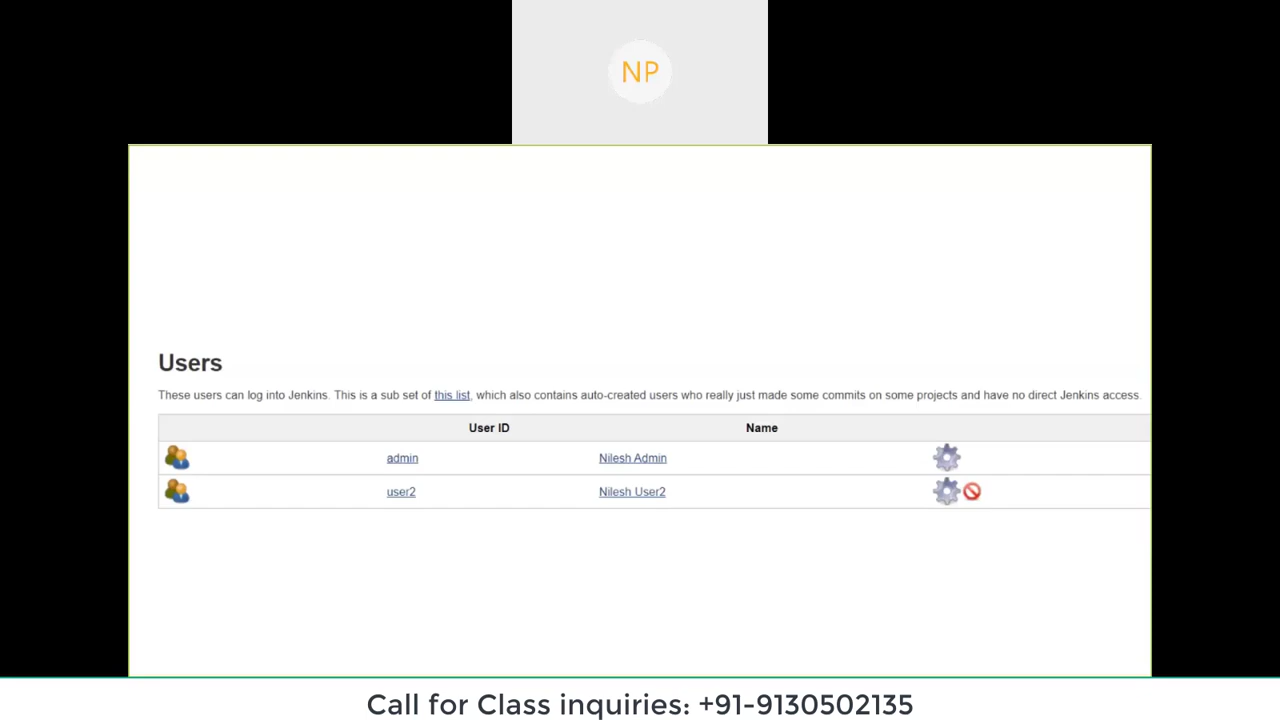 NP
Users
These users can log into Jenkins. This is a sub set of this list, which also contains auto-created users who really just made some commits on some projects and have no direct Jenkins access.
User ID Name
admin Nilesh Admin
user2 Nilesh User2
Call for Class inquiries: +91-9130502135